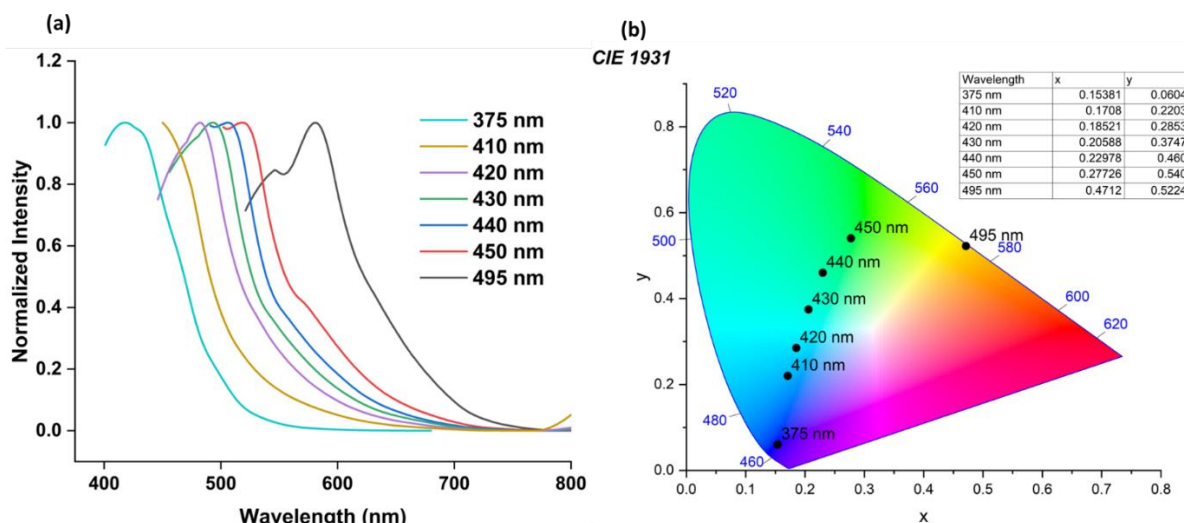 (a)
1.2
1.0
0.8
0.6
0.4
0.2
0.0
Normalized Intensity
400
500
600
700
800
Wavelength (nm)
375 nm
410 nm
420 nm
430 nm
440 nm
450 nm
495 nm
(b)
CIE 1931
Wavelength x y
375 nm 0.15381 0.0604
410 nm 0.1708 0.2203
420 nm 0.18521 0.2853
430 nm 0.20588 0.3747
440 nm 0.22978 0.460
450 nm 0.27726 0.540
495 nm 0.4712 0.5224
0.8
0.6
0.4
0.2
0.0
y
520
540
560
500
580
600
620
480
460
450 nm
495 nm
440 nm
430 nm
420 nm
410 nm
375 nm
0.0
0.1
0.2
0.3
0.4
0.5
0.6
0.7
0.8
x